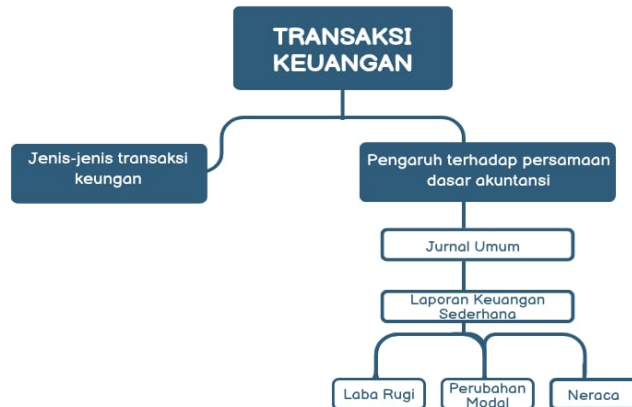 TRANSAKSI
KEUANGAN
Jenis-jenis transaksi
keungan
Pengaruh terhadap persamaan
dasar akuntansi
Jurnal Umum
Laporan Keuangan
Sederhana
Laba Rugi
Perubahan
Modal
Neraca